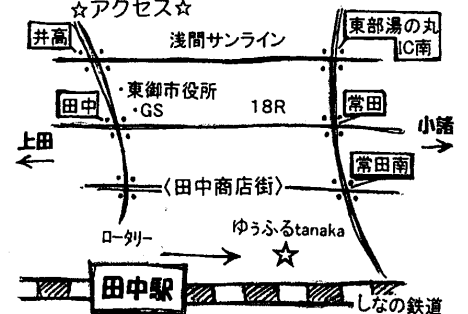 ☆アクセス☆
井高
浅間サンライン
東部湯の丸
IC南
・東御市役所
・GS
田中
18R
常田
小諸
上田
常田南
〈田中商店街〉
ロータリー
ゆぅふるtanaka
田中駅
しなの鉄道